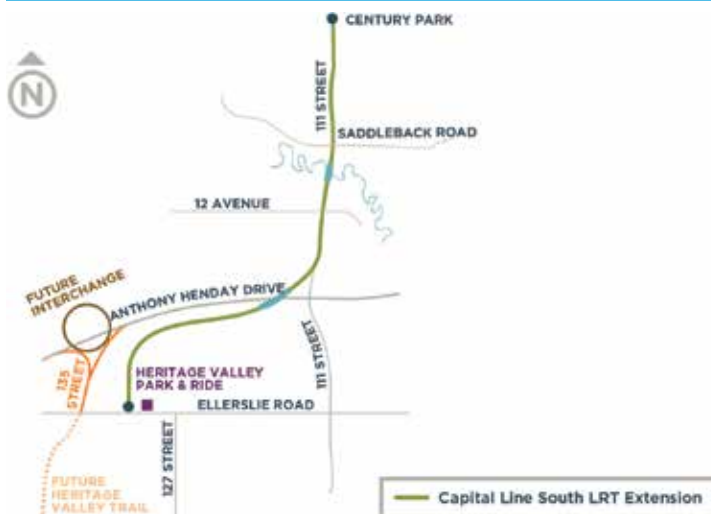 CENTURY PARK
N
111 STREET
SADDLEBACK ROAD
12 AVENUE
FUTURE
INTERCHANGE
ANTHONY HENDAY DRIVE
135
STREET
HERITAGE VALLEY
PARK & RIDE
111 STREET
ELLERSLIE ROAD
127 STREET
FUTURE
HERITAGE
VALLEY TRAIL
Capital Line South LRT Extension